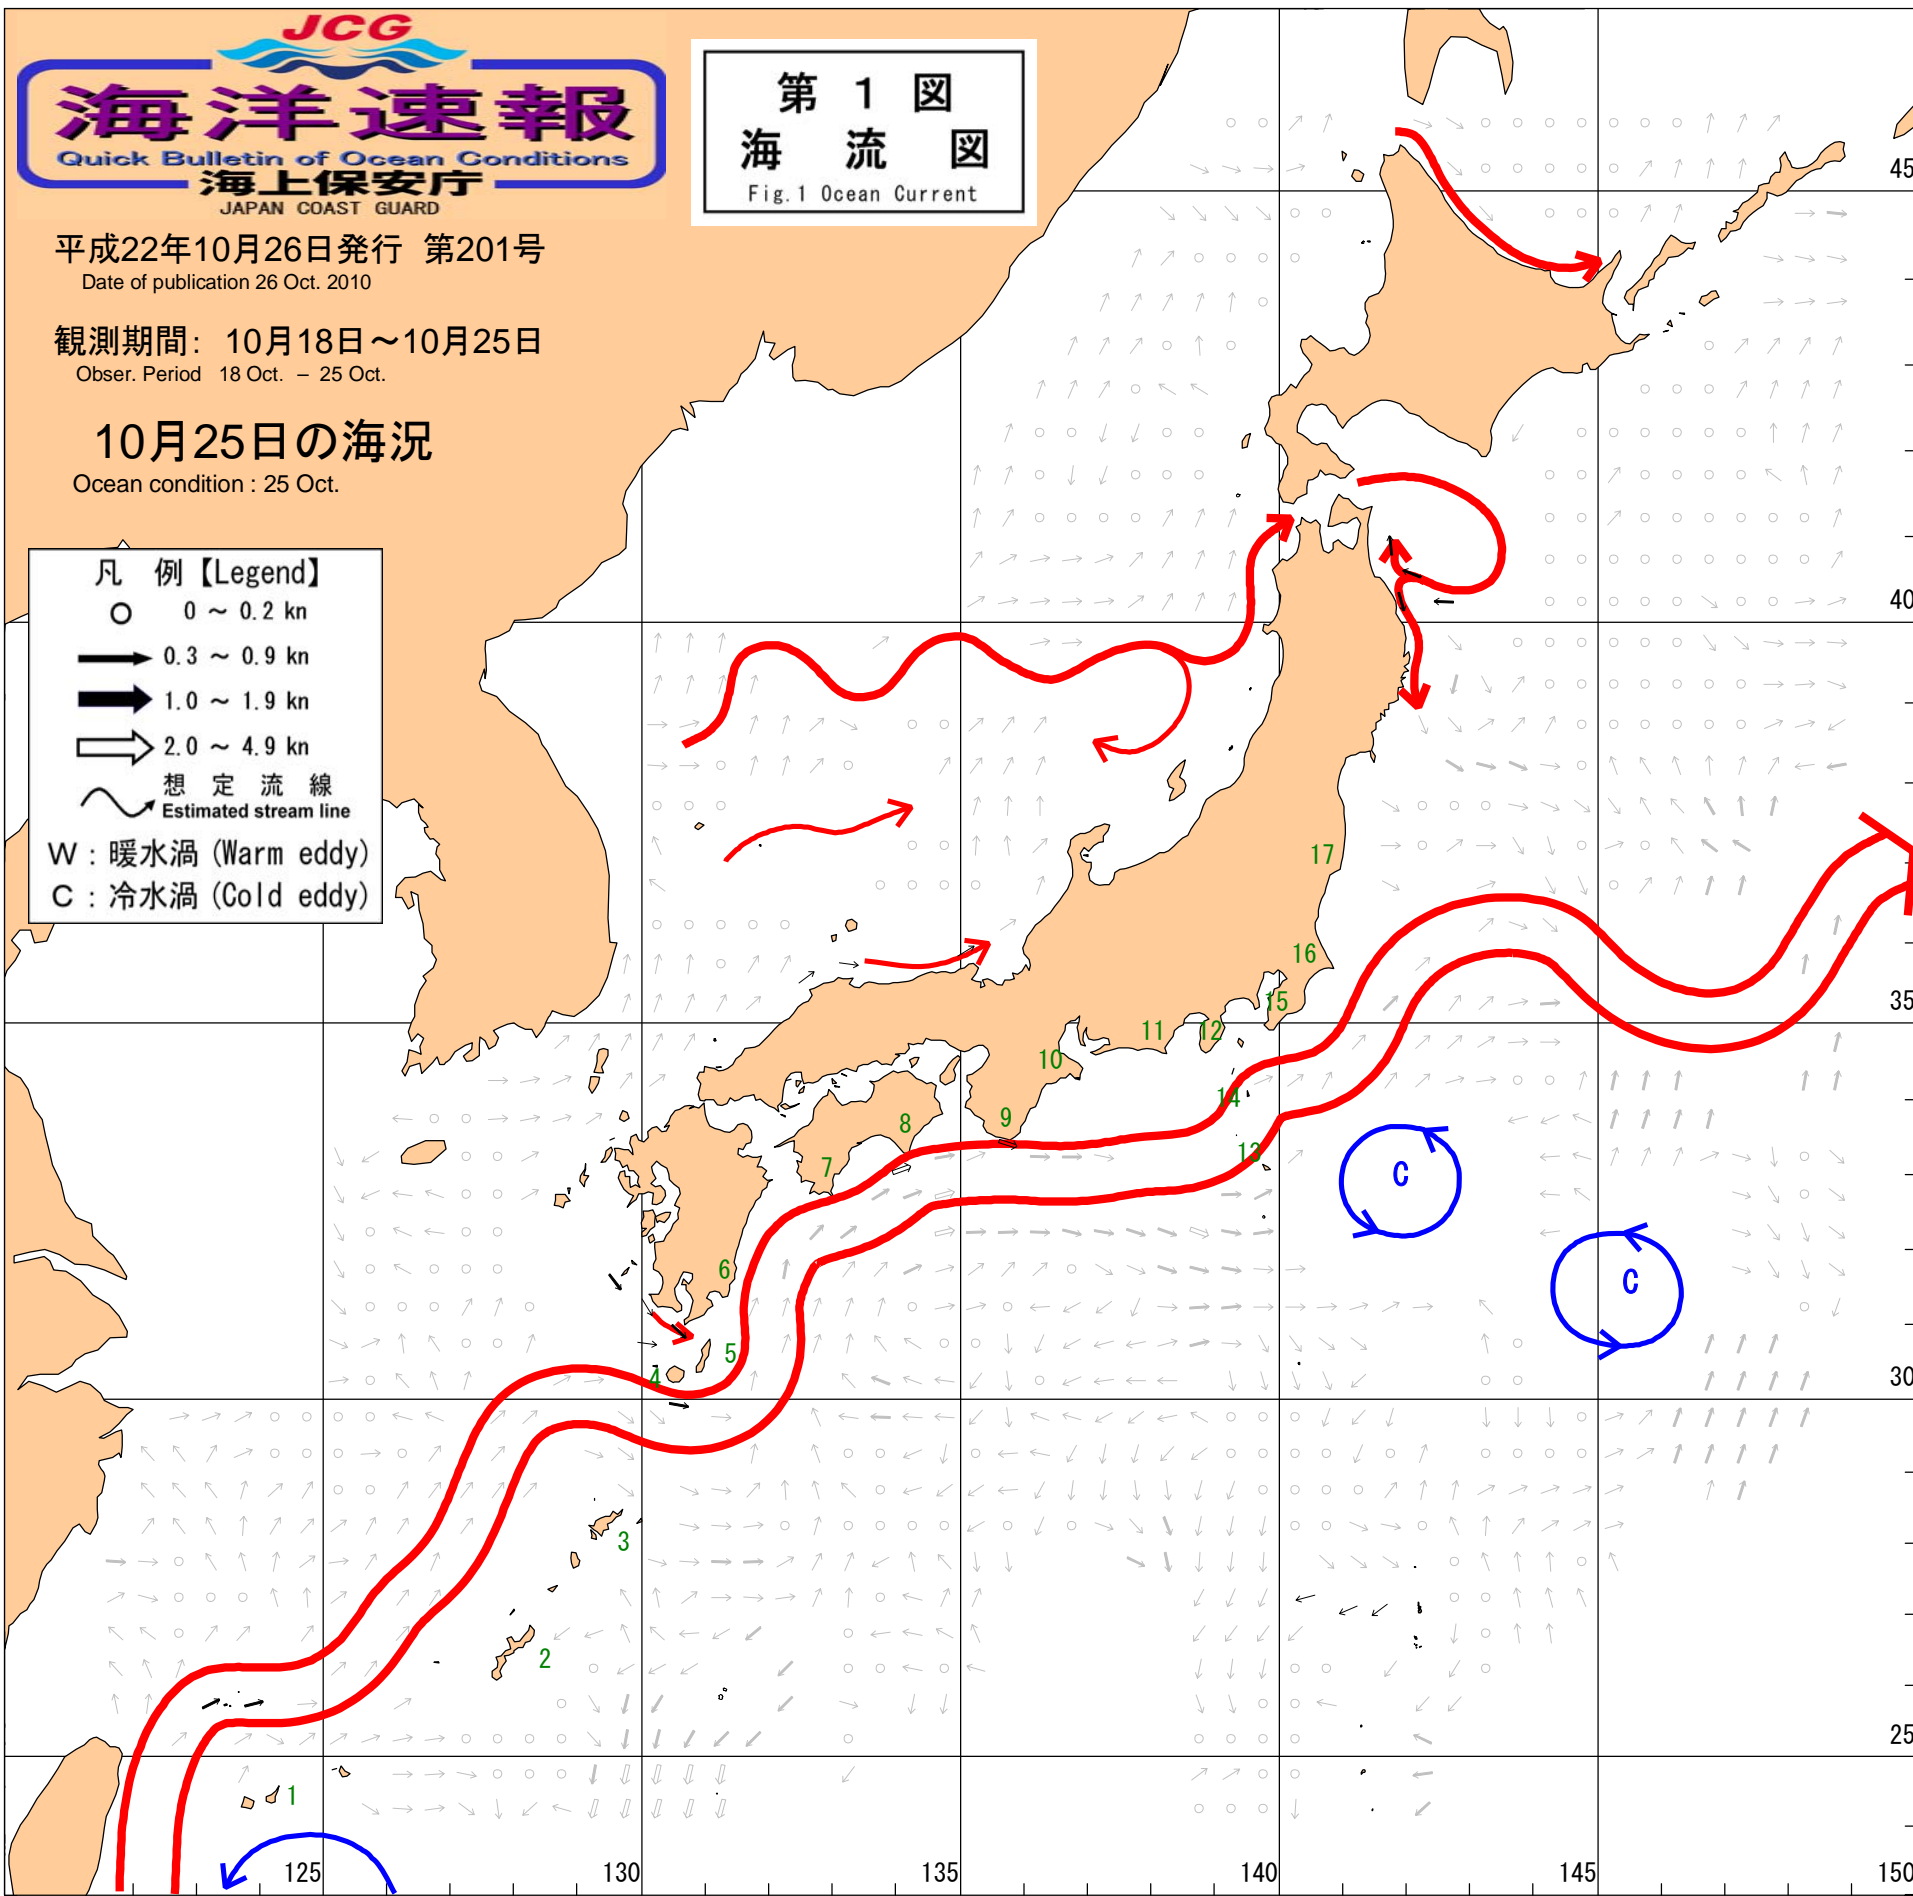 JCG
海洋速報
Quick Bulletin of Ocean Conditions
海上保安庁
JAPAN COAST GUARD
第 1 図
海 流 図
Fig.1 Ocean Current
平成22年10月26日発行 第201号
Date of publication 26 Oct. 2010
観測期間: 10月18日～10月25日
Obser. Period 18 Oct. – 25 Oct.
10月25日の海況
Ocean condition : 25 Oct.
凡 例【Legend】
0 ～ 0.2 kn
0.3 ～ 0.9 kn
1.0 ～ 1.9 kn
2.0 ～ 4.9 kn
想 定 流 線
Estimated stream line
W : 暖水渦 (Warm eddy)
C : 冷水渦 (Cold eddy)
45
40
17
16
35
15
12
11
10
14
9
8
13
7
C
6
C
5
4
30
3
2
25
1
125
130
135
140
145
150